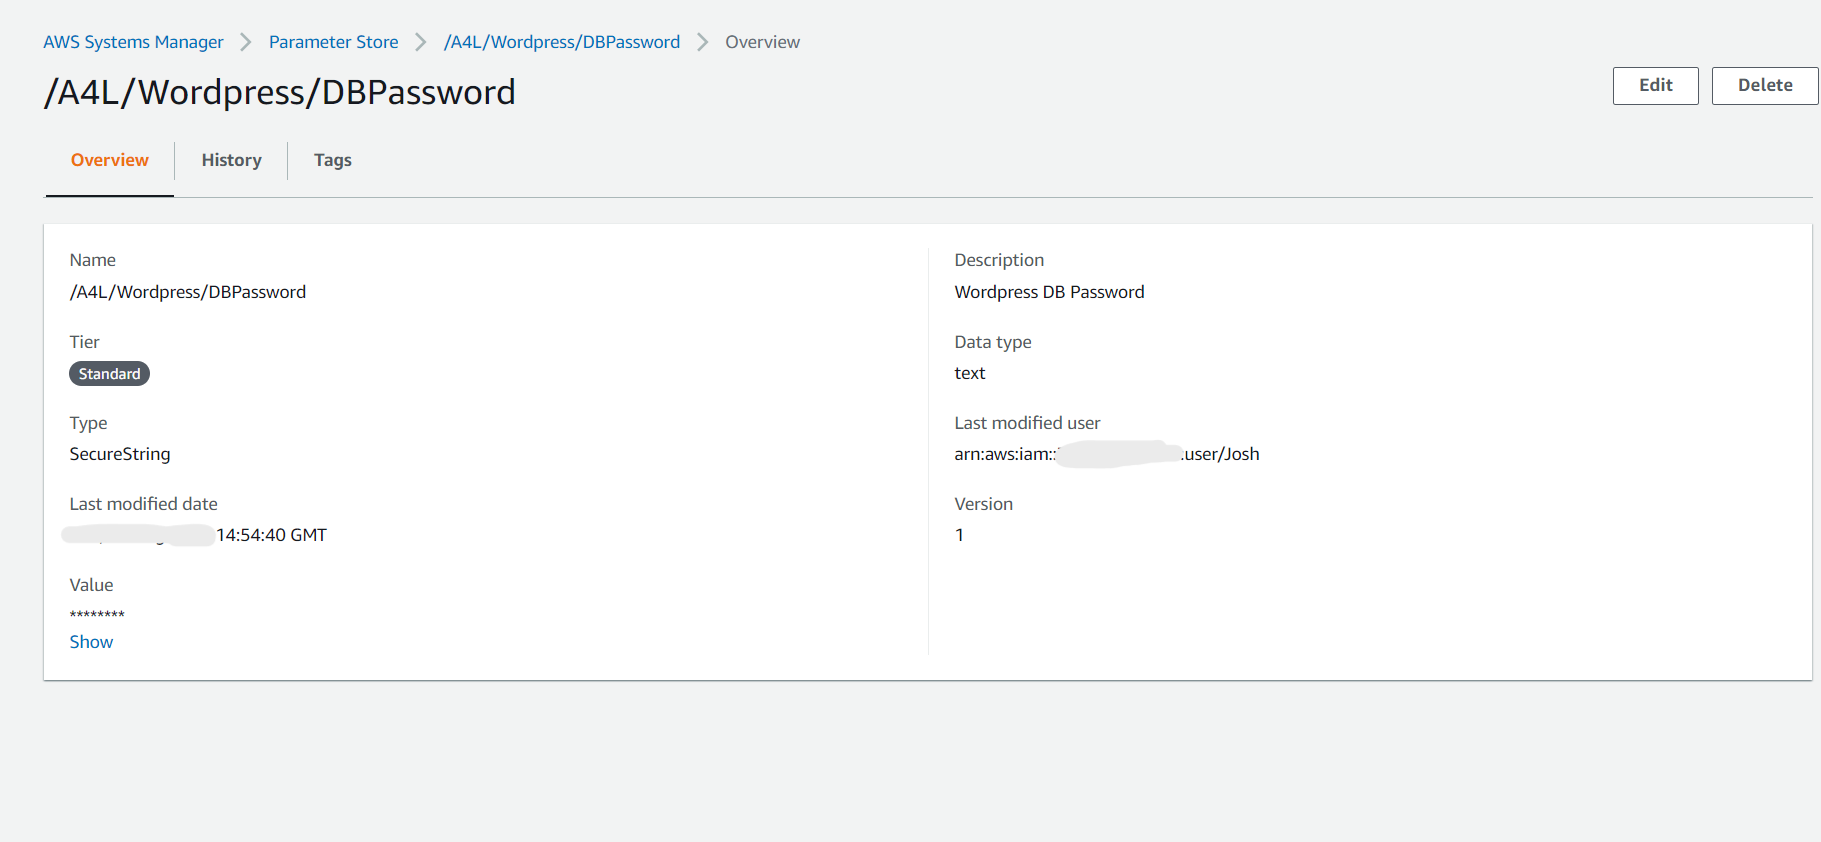 AWS Systems Manager > Parameter Store > /A4L/Wordpress/DBPassword > Overview
/A4L/Wordpress/DBPassword
Edit Delete
Overview History Tags
Name
/A4L/Wordpress/DBPassword
Tier
Standard
Type
SecureString
Last modified date
14:54:40 GMT
Value
********
Show
Description
Wordpress DB Password
Data type
text
Last modified user
arn:aws:iam:: :user/Josh
Version
1